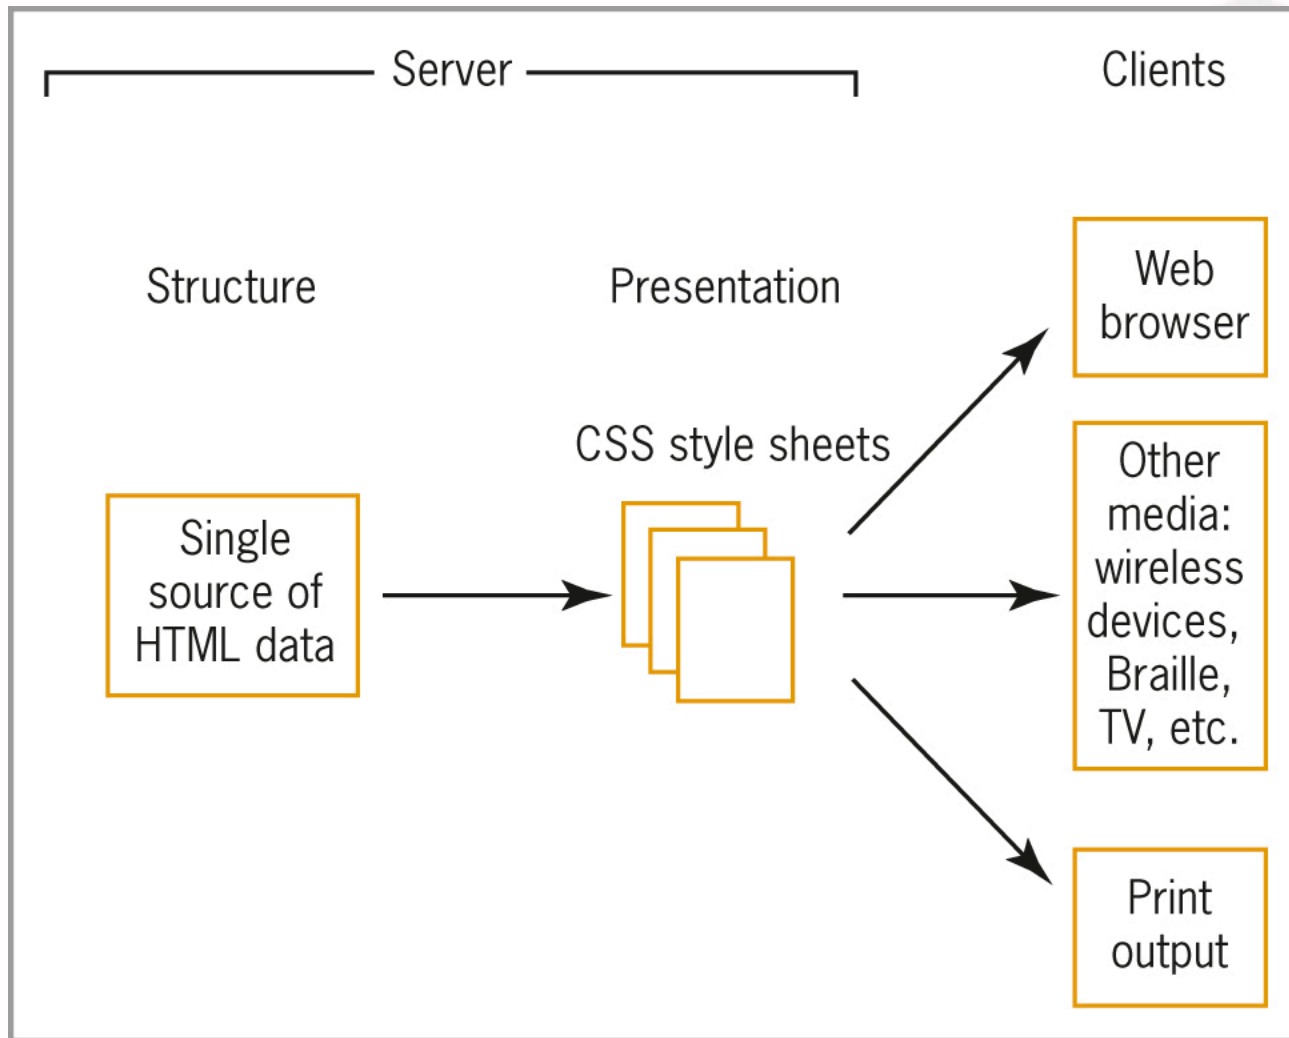 Server
Clients
Structure
Presentation
CSS style sheets
Single
source of
HTML data
Web
browser
Other
media:
wireless
devices,
Braille,
TV, etc.
Print
output